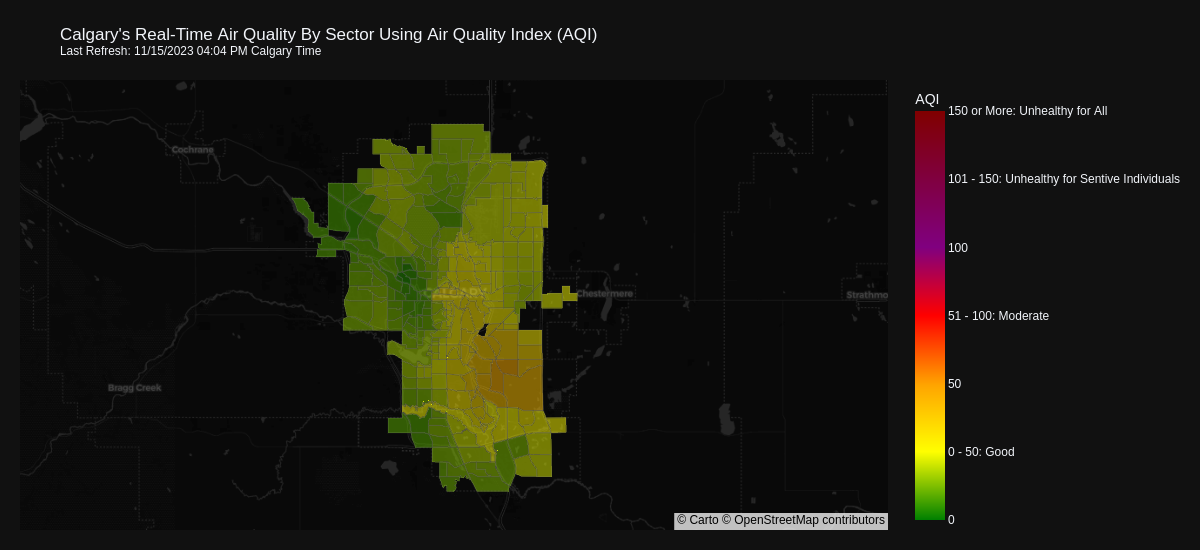 Calgary's Real-Time Air Quality By Sector Using Air Quality Index (AQI)
Last Refresh: 11/15/2023 04:04 PM Calgary Time
AQI
150 or More: Unhealthy for All
Cochrane
101 - 150: Unhealthy for Sentive Individuals
100
Chestermere
Strathmo
51 - 100: Moderate
Bragg Creek
50
0 - 50: Good
0
© Carto © OpenStreetMap contributors